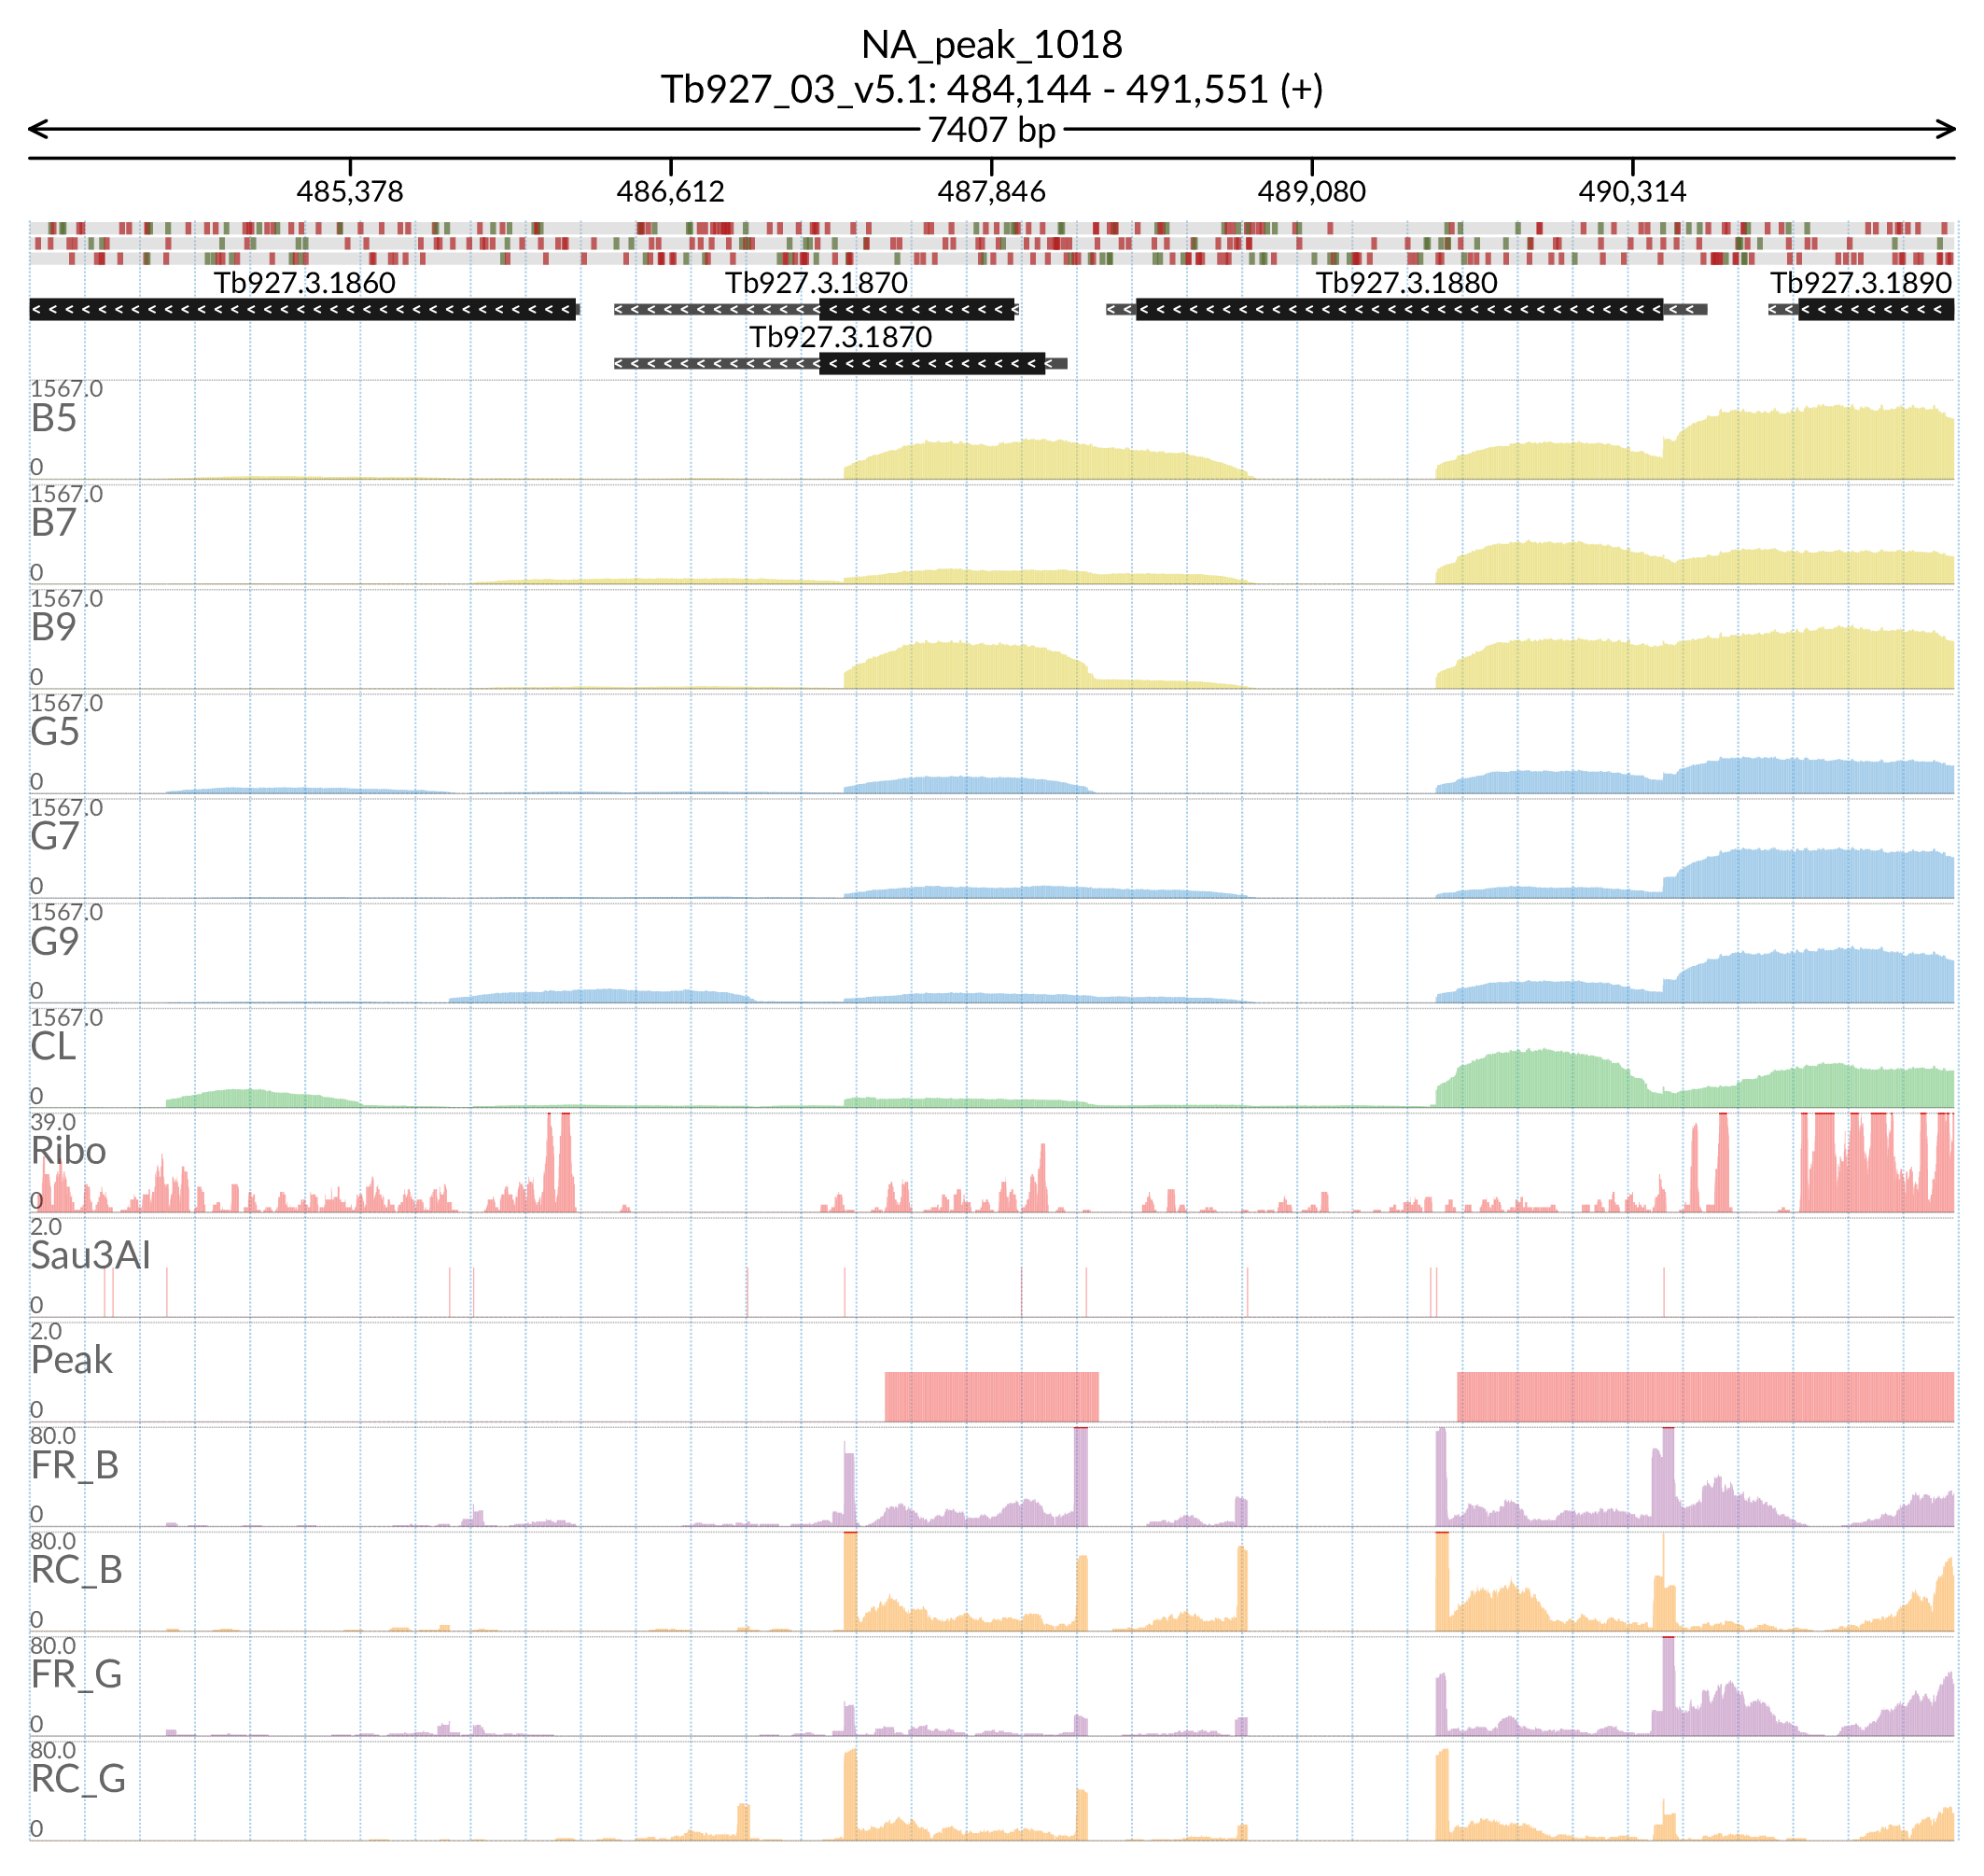 NA_peak_1018
Tb927_03_v5.1: 484,144 - 491,551 (+)
7407 bp
485,378 486,612 487,846 489,080 490,314
Tb927.3.1860 Tb927.3.1870 Tb927.3.1880 Tb927.3.1890
Tb927.3.1870
1567.0
B5
0
1567.0
B7
0
1567.0
B9
0
1567.0
G5
0
1567.0
G7
0
1567.0
G9
0
1567.0
CL
0
39.0
Ribo
0
2.0
Sau3AI
0
2.0
Peak
0
80.0
FR_B
0
80.0
RC_B
0
80.0
FR_G
0
80.0
RC_G
0